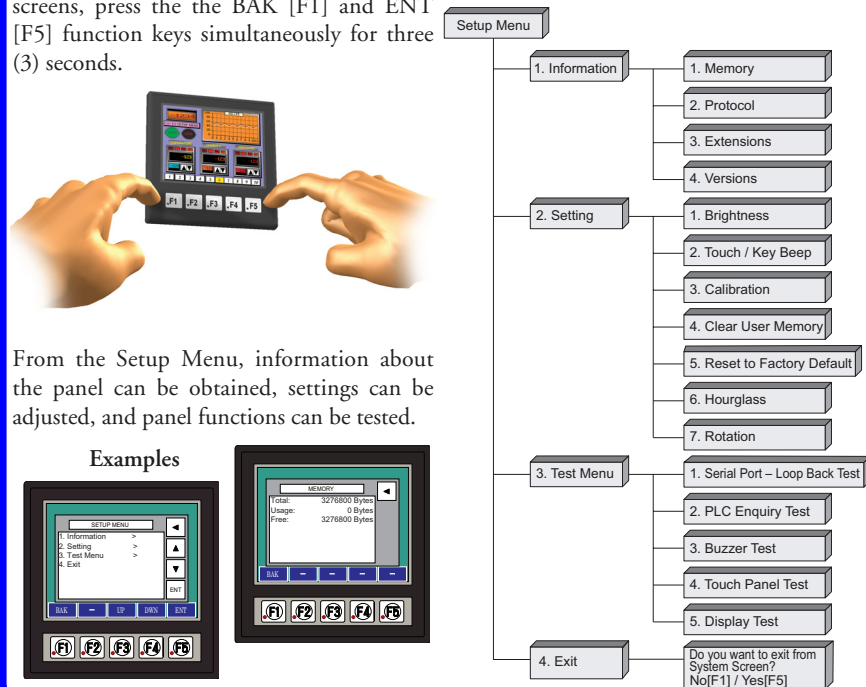 screens, press the the BAK [F1] and ENT
[F5] function keys simultaneously for three
(3) seconds.
.F1 .F2 .F3 .F4 .F5
From the Setup Menu, information about
the panel can be obtained, settings can be
adjusted, and panel functions can be tested.
Examples
SETUP MENU
1. Information >
2. Setting >
3. Test Menu >
4. Exit
ENT
BAK – UP DWN ENT
F1 F2 F3 F4 F5
MEMORY
Total: 3276800 Bytes
Usage: 0 Bytes
Free: 3276800 Bytes
BAK – – – –
F1 F2 F3 F4 F5
Setup Menu
1. Information
1. Memory
2. Protocol
3. Extensions
4. Versions
2. Setting
1. Brightness
2. Touch / Key Beep
3. Calibration
4. Clear User Memory
5. Reset to Factory Default
6. Hourglass
7. Rotation
3. Test Menu
1. Serial Port – Loop Back Test
2. PLC Enquiry Test
3. Buzzer Test
4. Touch Panel Test
5. Display Test
4. Exit
Do you want to exit from
System Screen?
No[F1] / Yes[F5]